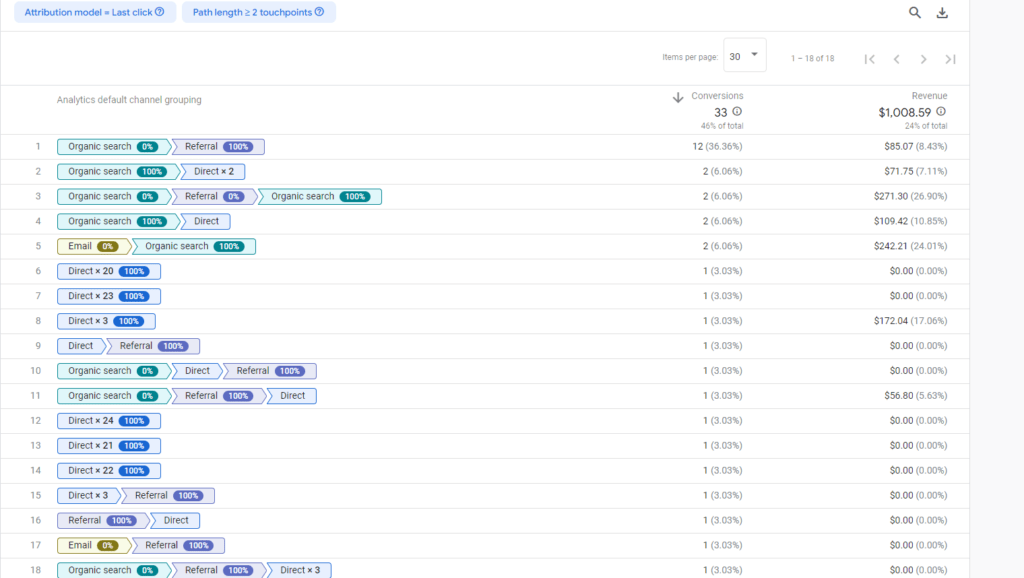 Attribution model = Last click Path length ≥ 2 touchpoints
Items per page: 30 1 – 18 of 18
Analytics default channel grouping Conversions Revenue
33 $1,008.59
46% of total 24% of total
1 Organic search 0% Referral 100% 12 (36.36%) $85.07 (8.43%)
2 Organic search 100% Direct × 2 2 (6.06%) $71.75 (7.11%)
3 Organic search 0% Referral 0% Organic search 100% 2 (6.06%) $271.30 (26.90%)
4 Organic search 100% Direct 2 (6.06%) $109.42 (10.85%)
5 Email 0% Organic search 100% 2 (6.06%) $242.21 (24.01%)
6 Direct × 20 100% 1 (3.03%) $0.00 (0.00%)
7 Direct × 23 100% 1 (3.03%) $0.00 (0.00%)
8 Direct × 3 100% 1 (3.03%) $172.04 (17.06%)
9 Direct Referral 100% 1 (3.03%) $0.00 (0.00%)
10 Organic search 0% Direct Referral 100% 1 (3.03%) $0.00 (0.00%)
11 Organic search 0% Referral 100% Direct 1 (3.03%) $56.80 (5.63%)
12 Direct × 24 100% 1 (3.03%) $0.00 (0.00%)
13 Direct × 21 100% 1 (3.03%) $0.00 (0.00%)
14 Direct × 22 100% 1 (3.03%) $0.00 (0.00%)
15 Direct × 3 Referral 100% 1 (3.03%) $0.00 (0.00%)
16 Referral 100% Direct 1 (3.03%) $0.00 (0.00%)
17 Email 0% Referral 100% 1 (3.03%) $0.00 (0.00%)
18 Organic search 0% Referral 100% Direct × 3 1 (3.03%) $0.00 (0.00%)